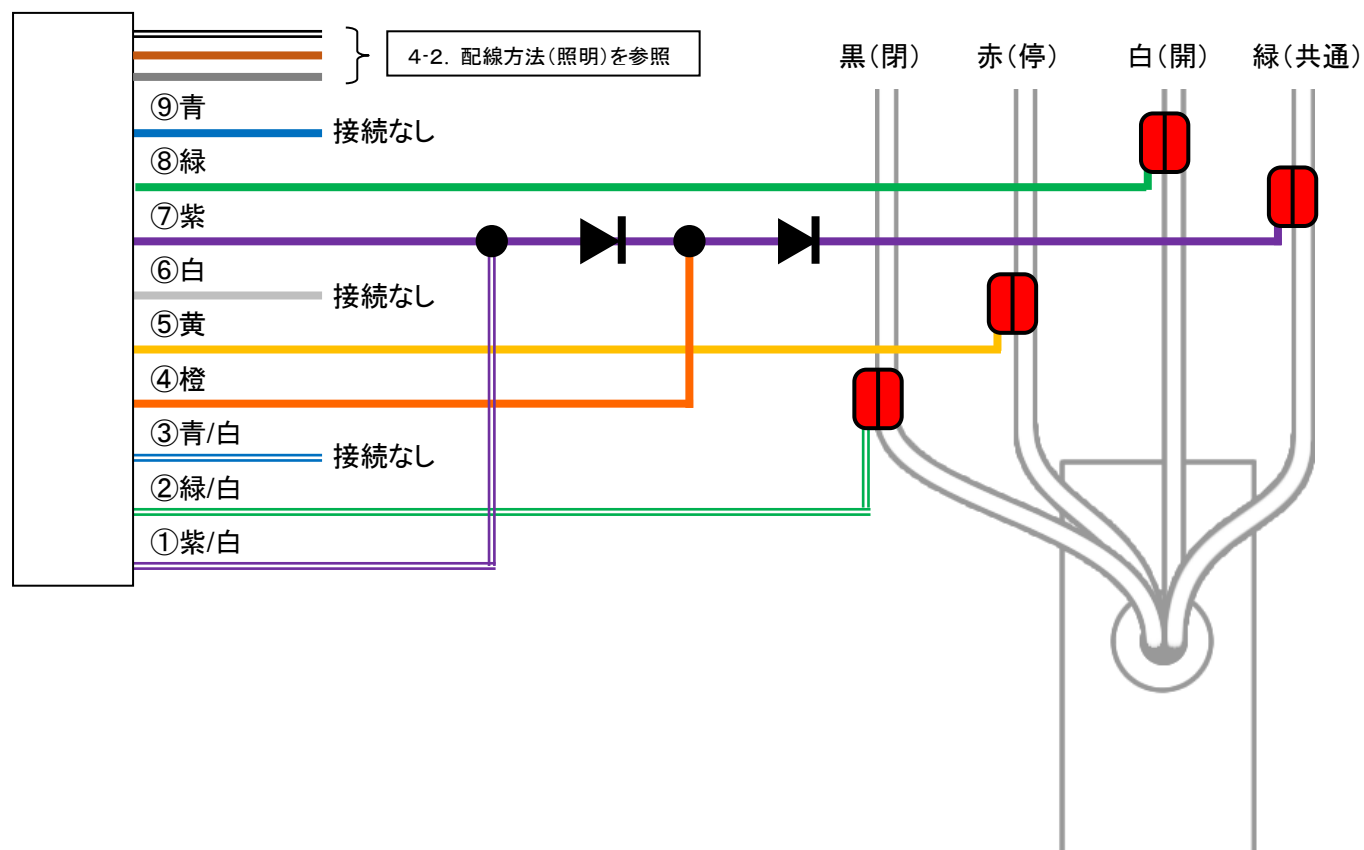 4-2. 配線方法(照明)を参照
黒(閉) 赤(停) 白(開) 緑(共通)
⑨青
接続なし
⑧緑
⑦紫
⑥白
接続なし
⑤黄
④橙
③青/白
接続なし
②緑/白
①紫/白